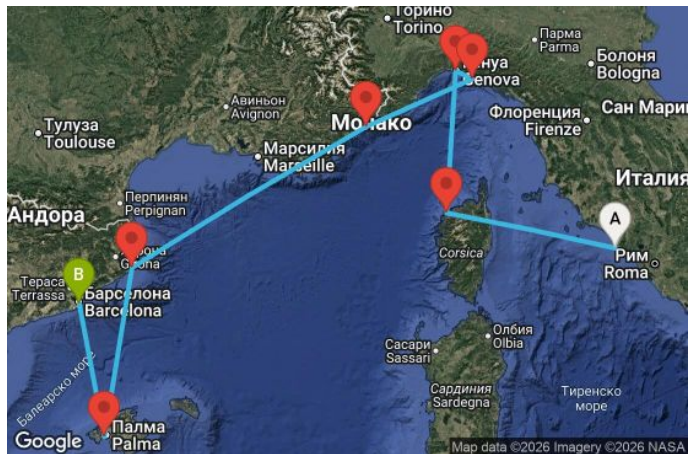 Торино
Torino
Парма
Parma
Болоня
Bologna
Авиньон
Avignon
Генуа
Genova
Монако
Флоренция
Firenze
Сан Марин
Тулуза
Toulouse
Марсилия
Marseille
Италия
Перпинян
Perpignan
Андора
A
Рим
Roma
Corsica
B
Тераса
Terrassa
Барселона
Barcelona
Олбия
Olbia
Сасари
Sassari
Балеарско море
Сардиния
Sardegna
Тиренско
море
Палма
Palma
Google
Map data ©2026 Imagery ©2026 NASA